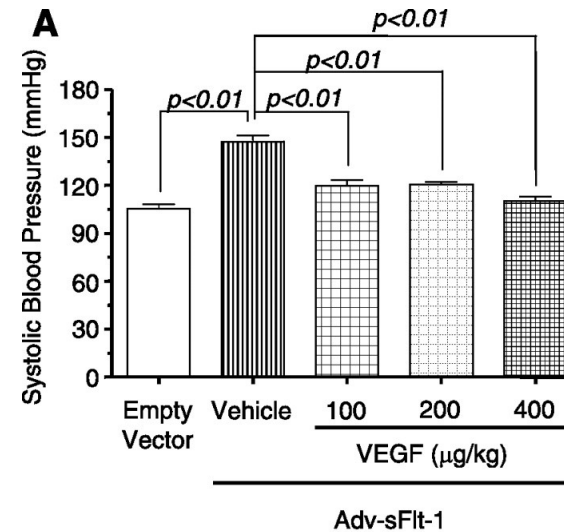 A
p<0.01
p<0.01
p<0.01 p<0.01
Systolic Blood Pressure (mmHg)
180
150
120
90
60
30
0
Empty Vector
Vehicle
100 200 400
VEGF (μg/kg)
Adv-sFlt-1